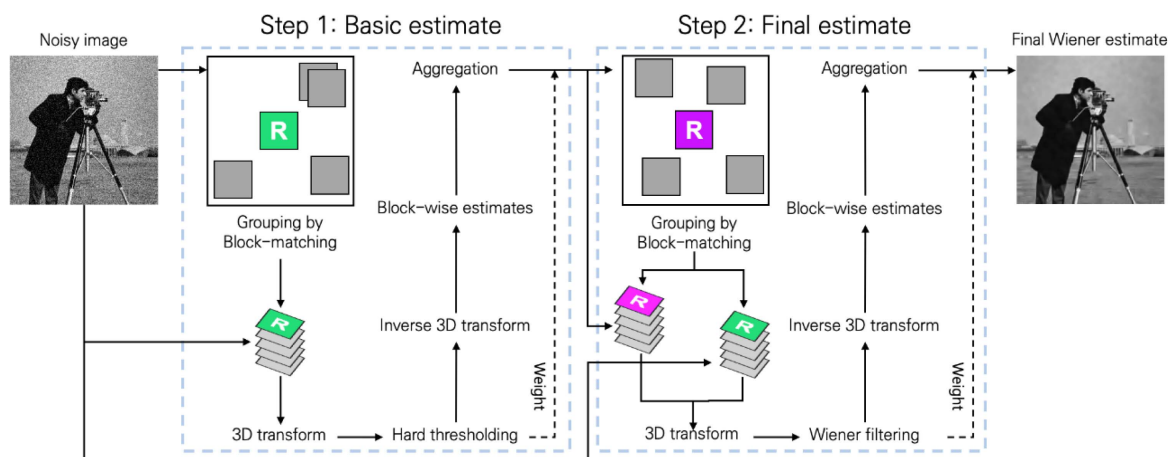 Step 1: Basic estimate
Step 2: Final estimate
Noisy image
Final Wiener estimate
Aggregation
Aggregation
R
R
Block-wise estimates
Block-wise estimates
Grouping by
Block-matching
Grouping by
Block-matching
R
R
R
Inverse 3D transform
Inverse 3D transform
Weight
Weight
3D transform
Hard thresholding
3D transform
Wiener filtering